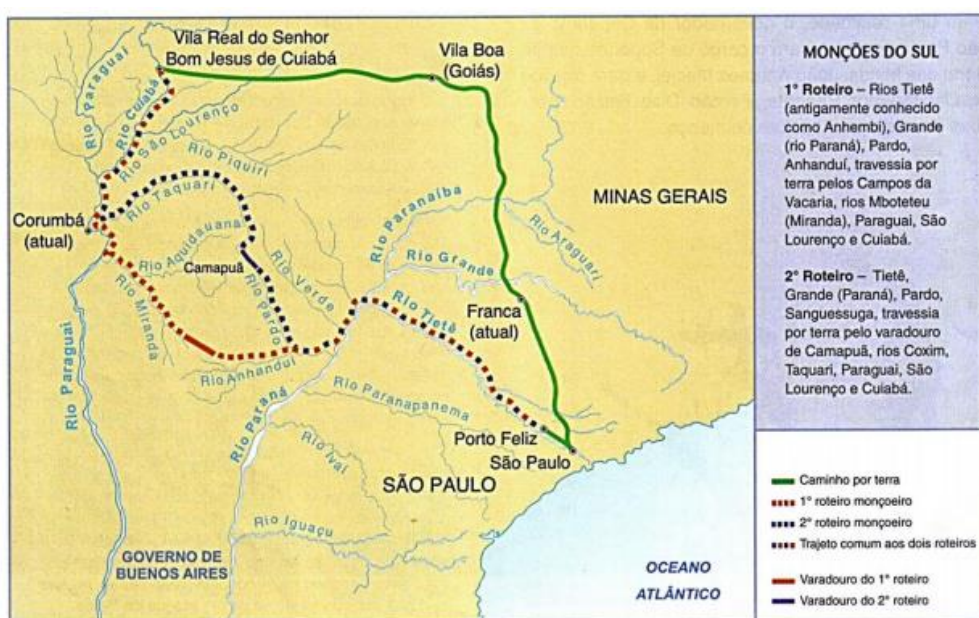 Vila Real do Senhor
Bom Jesus de Cuiabá
Vila Boa
(Goiás)
Rio Paraguai
Rio Cuiabá
Rio São Lourenço
Rio Piquiri
Rio Taquari
Corumbá
(atual)
Rio Aquidauana
Camapuã
Rio Verde
Rio Pardo
Rio Miranda
Rio Anhanduí
Rio Paraguai
Rio Paranaíba
Rio Grande
Rio Araguari
MINAS GERAIS
Franca
(atual)
Rio Tietê
Rio Paraná
Rio Paranapanema
Porto Feliz
São Paulo
Rio Ivaí
SÃO PAULO
Rio Iguaçu
GOVERNO DE
BUENOS AIRES
OCEANO
ATLÂNTICO
MONÇÕES DO SUL
1º Roteiro – Rios Tietê
(antigamente conhecido
como Anhembi), Grande
(rio Paraná), Pardo,
Anhanduí, travessia por
terra pelos Campos da
Vacaria, rios Mboteteu
(Miranda), Paraguai, São
Lourenço e Cuiabá.
2º Roteiro – Tietê,
Grande (Paraná), Pardo,
Sanguessuga, travessia
por terra pelo varadouro
de Camapuã, rios Coxim,
Taquari, Paraguai, São
Lourenço e Cuiabá.
Caminho por terra
1º roteiro monçoeiro
2º roteiro monçoeiro
Trajeto comum aos dois roteiros
Varadouro do 1º roteiro
Varadouro do 2º roteiro